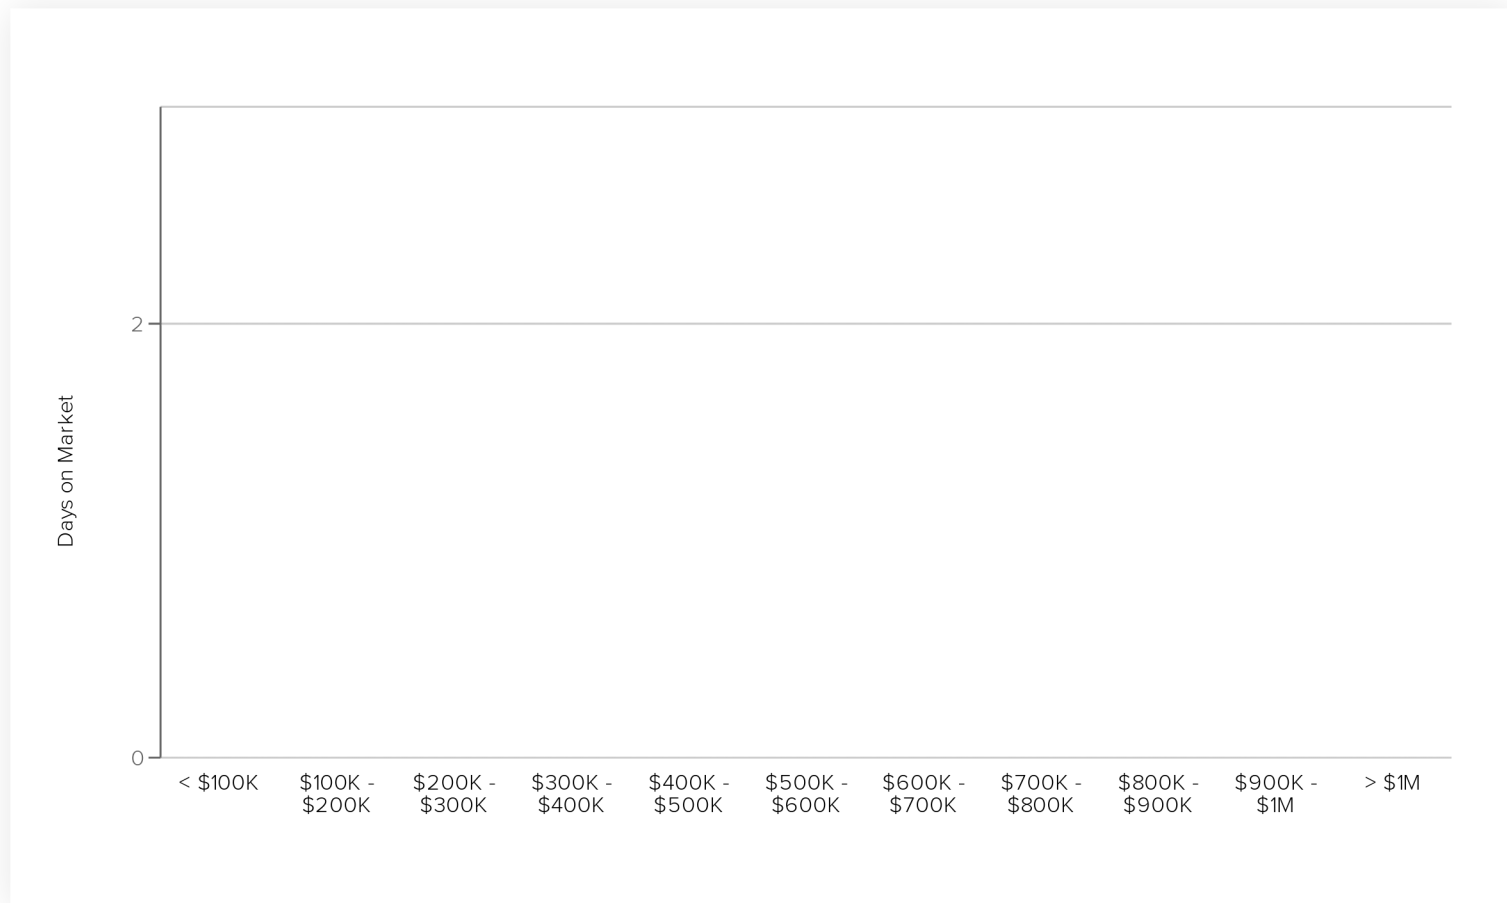 2
Days on Market
0
< $100K
$100K -
$200K
$200K -
$300K
$300K -
$400K
$400K -
$500K
$500K -
$600K
$600K -
$700K
$700K -
$800K
$800K -
$900K
$900K -
$1M
> $1M